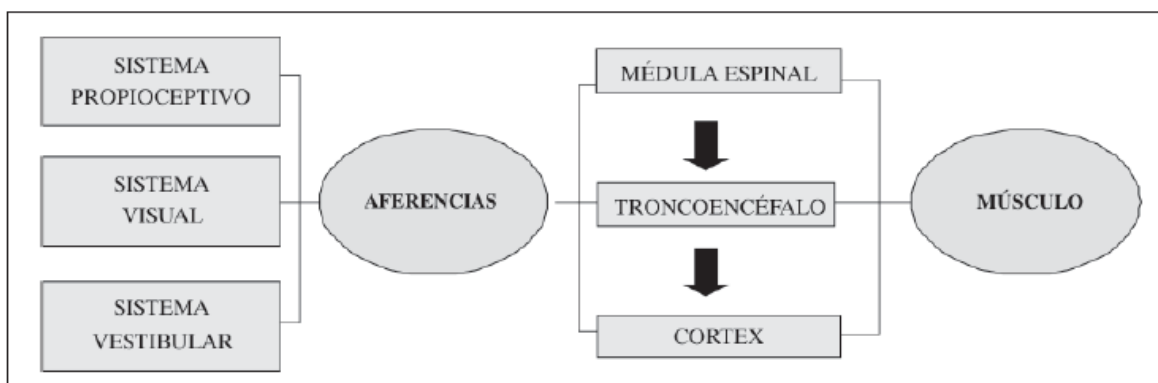 SISTEMA
PROPIOCEPTIVO
SISTEMA
VISUAL
SISTEMA
VESTIBULAR
AFERENCIAS
MÉDULA ESPINAL
TRONCOENCÉFALO
CORTEX
MÚSCULO